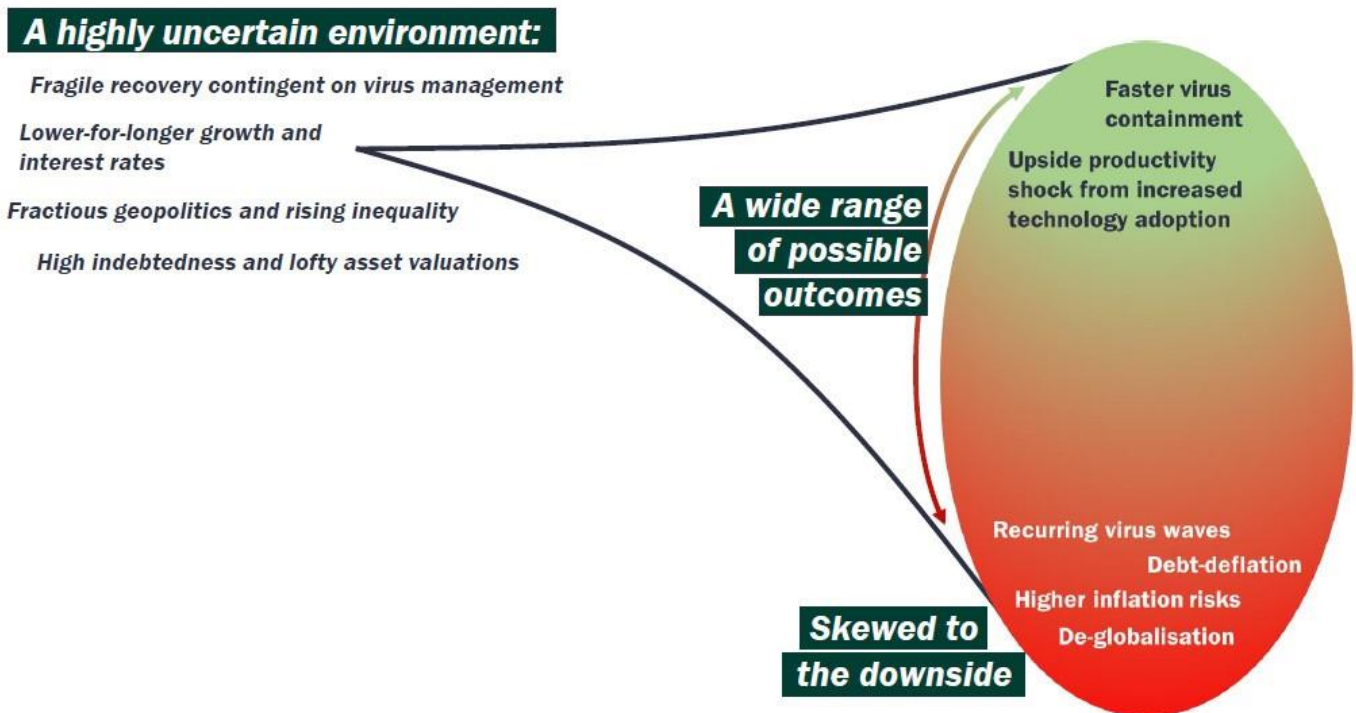 A highly uncertain environment:
Fragile recovery contingent on virus management
Lower-for-longer growth and
interest rates
Fractious geopolitics and rising inequality
High indebtedness and lofty asset valuations
A wide range
of possible
outcomes
Faster virus
containment
Upside productivity
shock from increased
technology adoption
Recurring virus waves
Debt-deflation
Higher inflation risks
De-globalisation
Skewed to
the downside